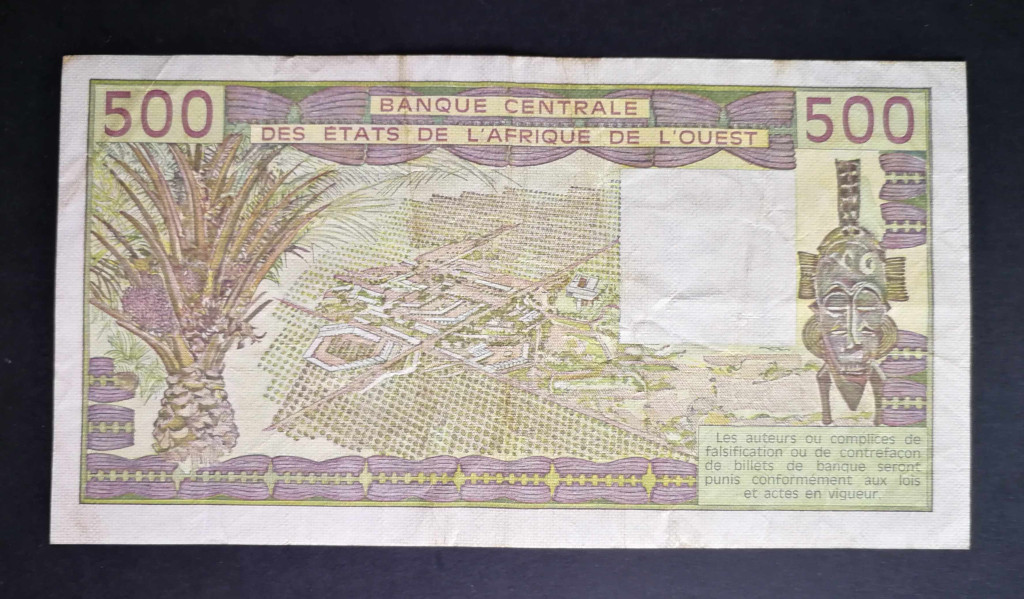 500
BANQUE CENTRALE
DES ÉTATS DE L'AFRIQUE DE L'OUEST
500
Les auteurs ou complices de
falsification ou de contrefaçon
de billets de banque seront
punis conformément aux lois
et actes en vigueur.